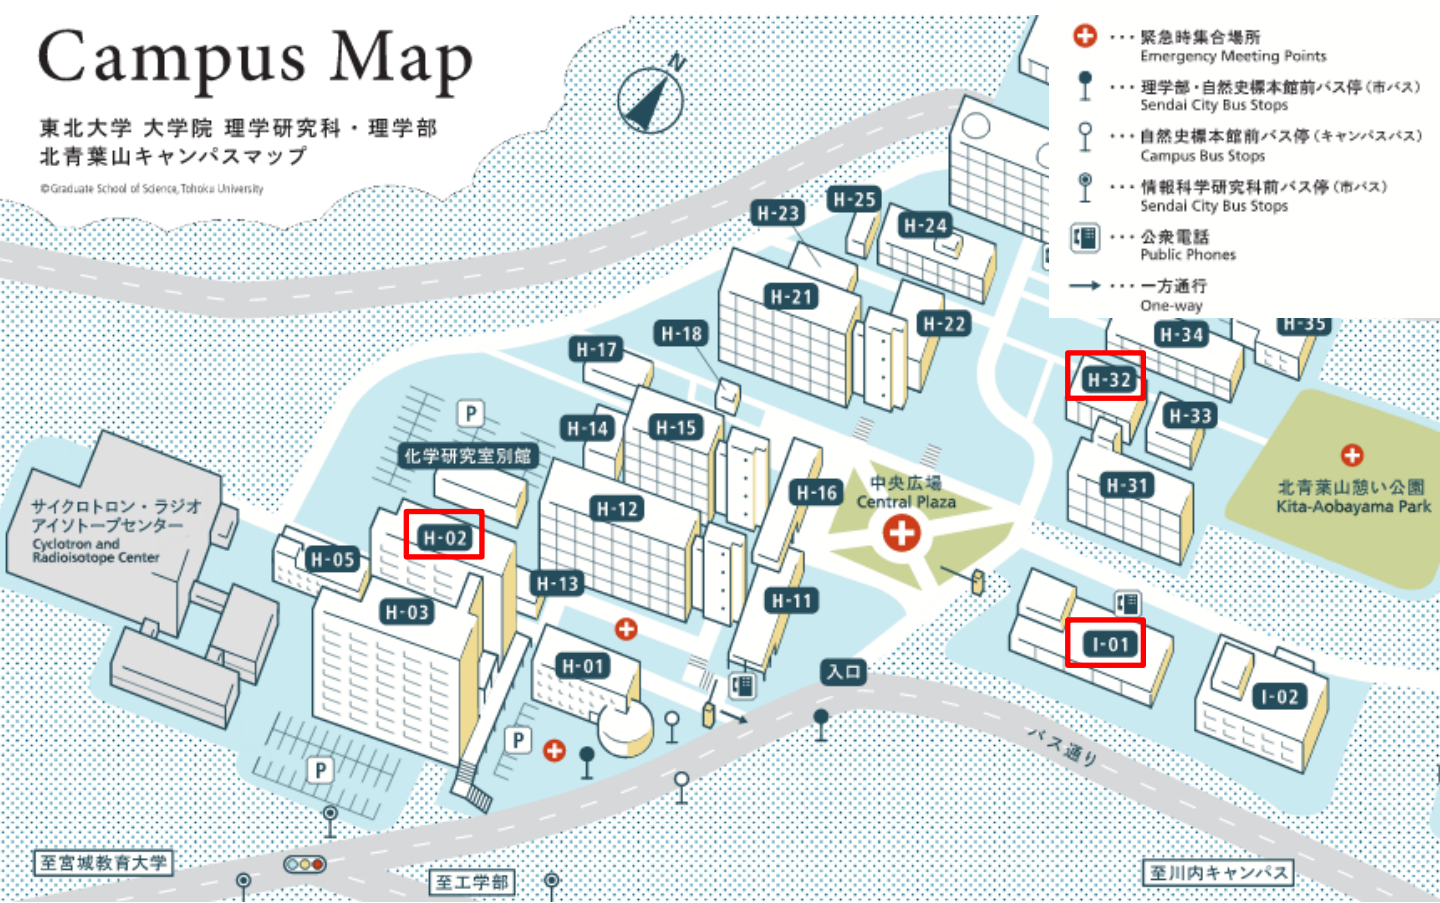 Campus Map
東北大学 大学院 理学研究科・理学部
北青葉山キャンパスマップ
©Graduate School of Science, Tohoku University
N
･･･ 緊急時集合場所
Emergency Meeting Points
･･･ 理学部・自然史標本館前バス停（市バス）
Sendai City Bus Stops
･･･ 自然史標本館前バス停（キャンパスバス）
Campus Bus Stops
･･･ 情報科学研究科前バス停（市バス）
Sendai City Bus Stops
･･･ 公衆電話
Public Phones
･･･ 一方通行
One-way
H-25
H-23
H-24
H-21
H-22
H-18
H-17
H-34
H-35
H-32
H-33
P
H-14
H-15
化学研究室別館
H-16
中央広場
Central Plaza
H-31
北青葉山憩い公園
Kita-Aobayama Park
サイクロトロン・ラジオ
アイソトープセンター
Cyclotron and
Radioisotope Center
H-12
H-02
H-05
H-13
H-03
H-11
H-01
I-01
入口
I-02
P
P
バス通り
至宮城教育大学
至工学部
至川内キャンパス